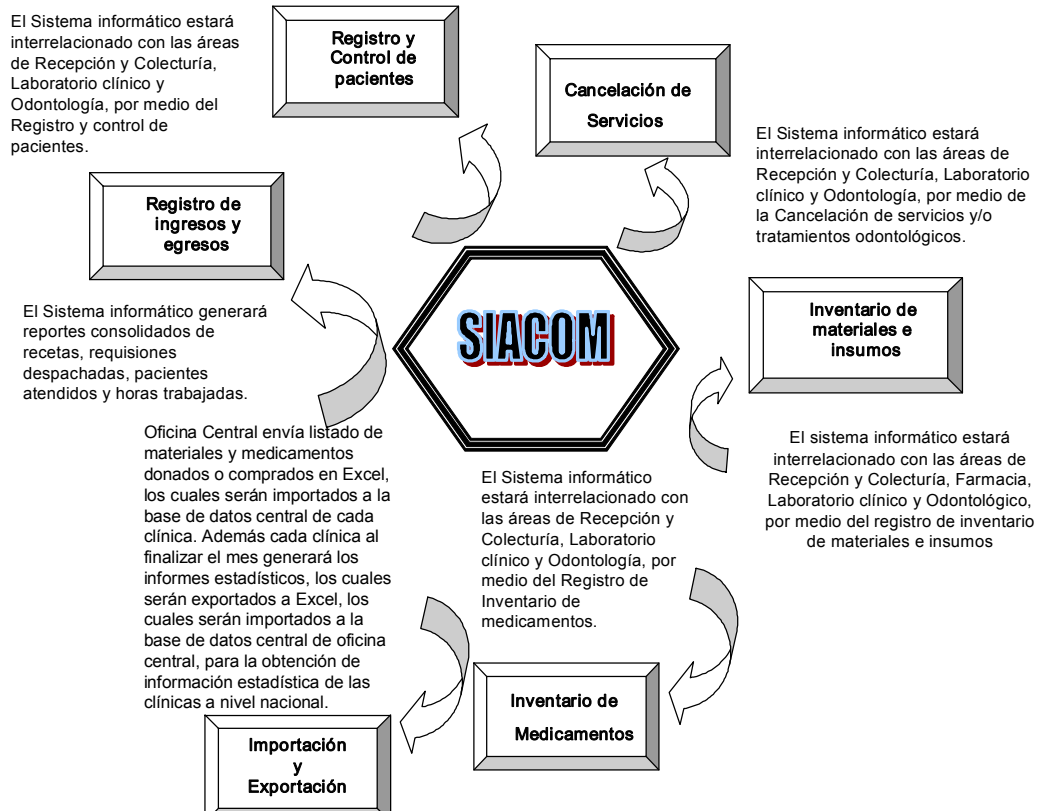 El Sistema informático estará
interrelacionado con las áreas
de Recepción y Colecturía,
Laboratorio clínico y
Odontología, por medio del
Registro y control de
pacientes.
Registro y
Control de
pacientes
Cancelación de
Servicios
El Sistema informático estará
interrelacionado con las áreas de
Recepción y Colecturía, Laboratorio
clínico y Odontología, por medio de
la Cancelación de servicios y/o
tratamientos odontológicos.
Registro de
ingresos y
egresos
El Sistema informático generará
reportes consolidados de
recetas, requisiones
despachadas, pacientes
atendidos y horas trabajadas.
SIACOM
Inventario de
materiales e
insumos
El sistema informático estará
interrelacionado con las áreas de
Recepción y Colecturía, Farmacia,
Laboratorio clínico y Odontológico,
por medio del registro de inventario
de materiales e insumos
Oficina Central envía listado de
materiales y medicamentos
donados o comprados en Excel,
los cuales serán importados a la
base de datos central de cada
clínica. Además cada clínica al
finalizar el mes generará los
informes estadísticos, los cuales
serán exportados a Excel, los
cuales serán importados a la
base de datos central de oficina
central, para la obtención de
información estadística de las
clínicas a nivel nacional.
El Sistema informático
estará interrelacionado con
las áreas de Recepción y
Colecturía, Laboratorio
clínico y Odontología, por
medio del Registro de
Inventario de
medicamentos.
Inventario de
Medicamentos
Importación
y
Exportación